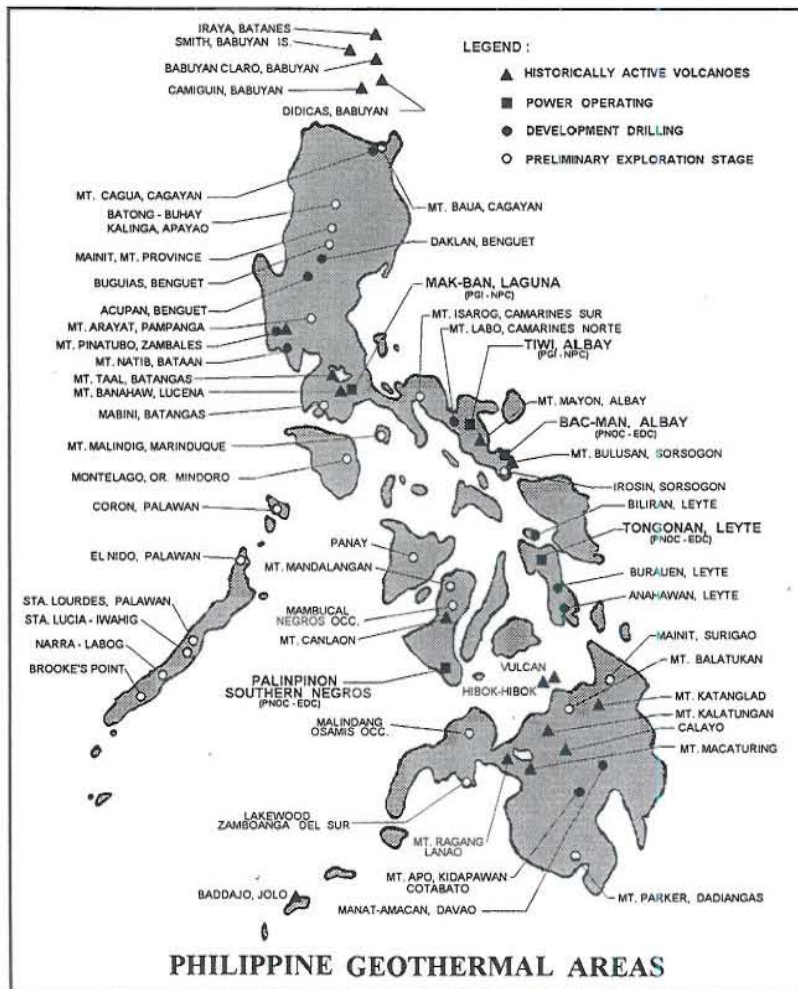 IRAYA, BATANES
SMITH, BABUYAN IS.
BABUYAN CLARO, BABUYAN
CAMIGUIN, BABUYAN
DIDICAS, BABUYAN
LEGEND :
HISTORICALLY ACTIVE VOLCANOES
POWER OPERATING
DEVELOPMENT DRILLING
PRELIMINARY EXPLORATION STAGE
MT. CAGUA, CAGAYAN
BATONG - BUHAY
KALINGA, APAYAO
MAINIT, MT. PROVINCE
BUGUIAS, BENGUET
ACUPAN, BENGUET
MT. ARAYAT, PAMPANGA
MT. PINATUBO, ZAMBALES
MT. NATIB, BATAAN
MT. TAAL, BATANGAS
MT. BANAHAW, LUCENA
MABINI, BATANGAS
MT. MALINDIG, MARINDUQUE
MONTELAGO, OR. MINDORO
CORON, PALAWAN
EL NIDO, PALAWAN
STA. LOURDES, PALAWAN
STA. LUCIA - IWAHIG
NARRA - LABOG
BROOKE'S POINT
MT. BAUA, CAGAYAN
DAKLAN, BENGUET
MAK-BAN, LAGUNA
(PGI - NPC)
MT. ISAROG, CAMARINES SUR
MT. LABO, CAMARINES NORTE
TIWI, ALBAY
(PGI - NPC)
MT. MAYON, ALBAY
BAC-MAN, ALBAY
(PNOC - EDC)
MT. BULUSAN, SORSOGON
IROSIN, SORSOGON
BILIRAN, LEYTE
TONGONAN, LEYTE
(PNOC - EDC)
BURAUEN, LEYTE
ANAHAWAN, LEYTE
PANAY
MT. MANDALANGAN
MAMBUCAL
NEGROS OCC.
MT. CANLAON
PALINPINON
SOUTHERN NEGROS
(PNOC - EDC)
VULCAN
HIBOK-HIBOK
MAINIT, SURIGAO
MT. BALATUKAN
MT. KATANGLAD
MT. KALATUNGAN
CALAYO
MT. MACATURING
MALINDANG
OSAMIS OCC.
LAKEWOOD
ZAMBOANGA DEL SUR
MT. RAGANG
LANAO
MT. APO, KIDAPAWAN
COTABATO
MANAT-AMACAN, DAVAO
MT. PARKER, DADIANGAS
BADDAJO, JOLO
PHILIPPINE GEOTHERMAL AREAS